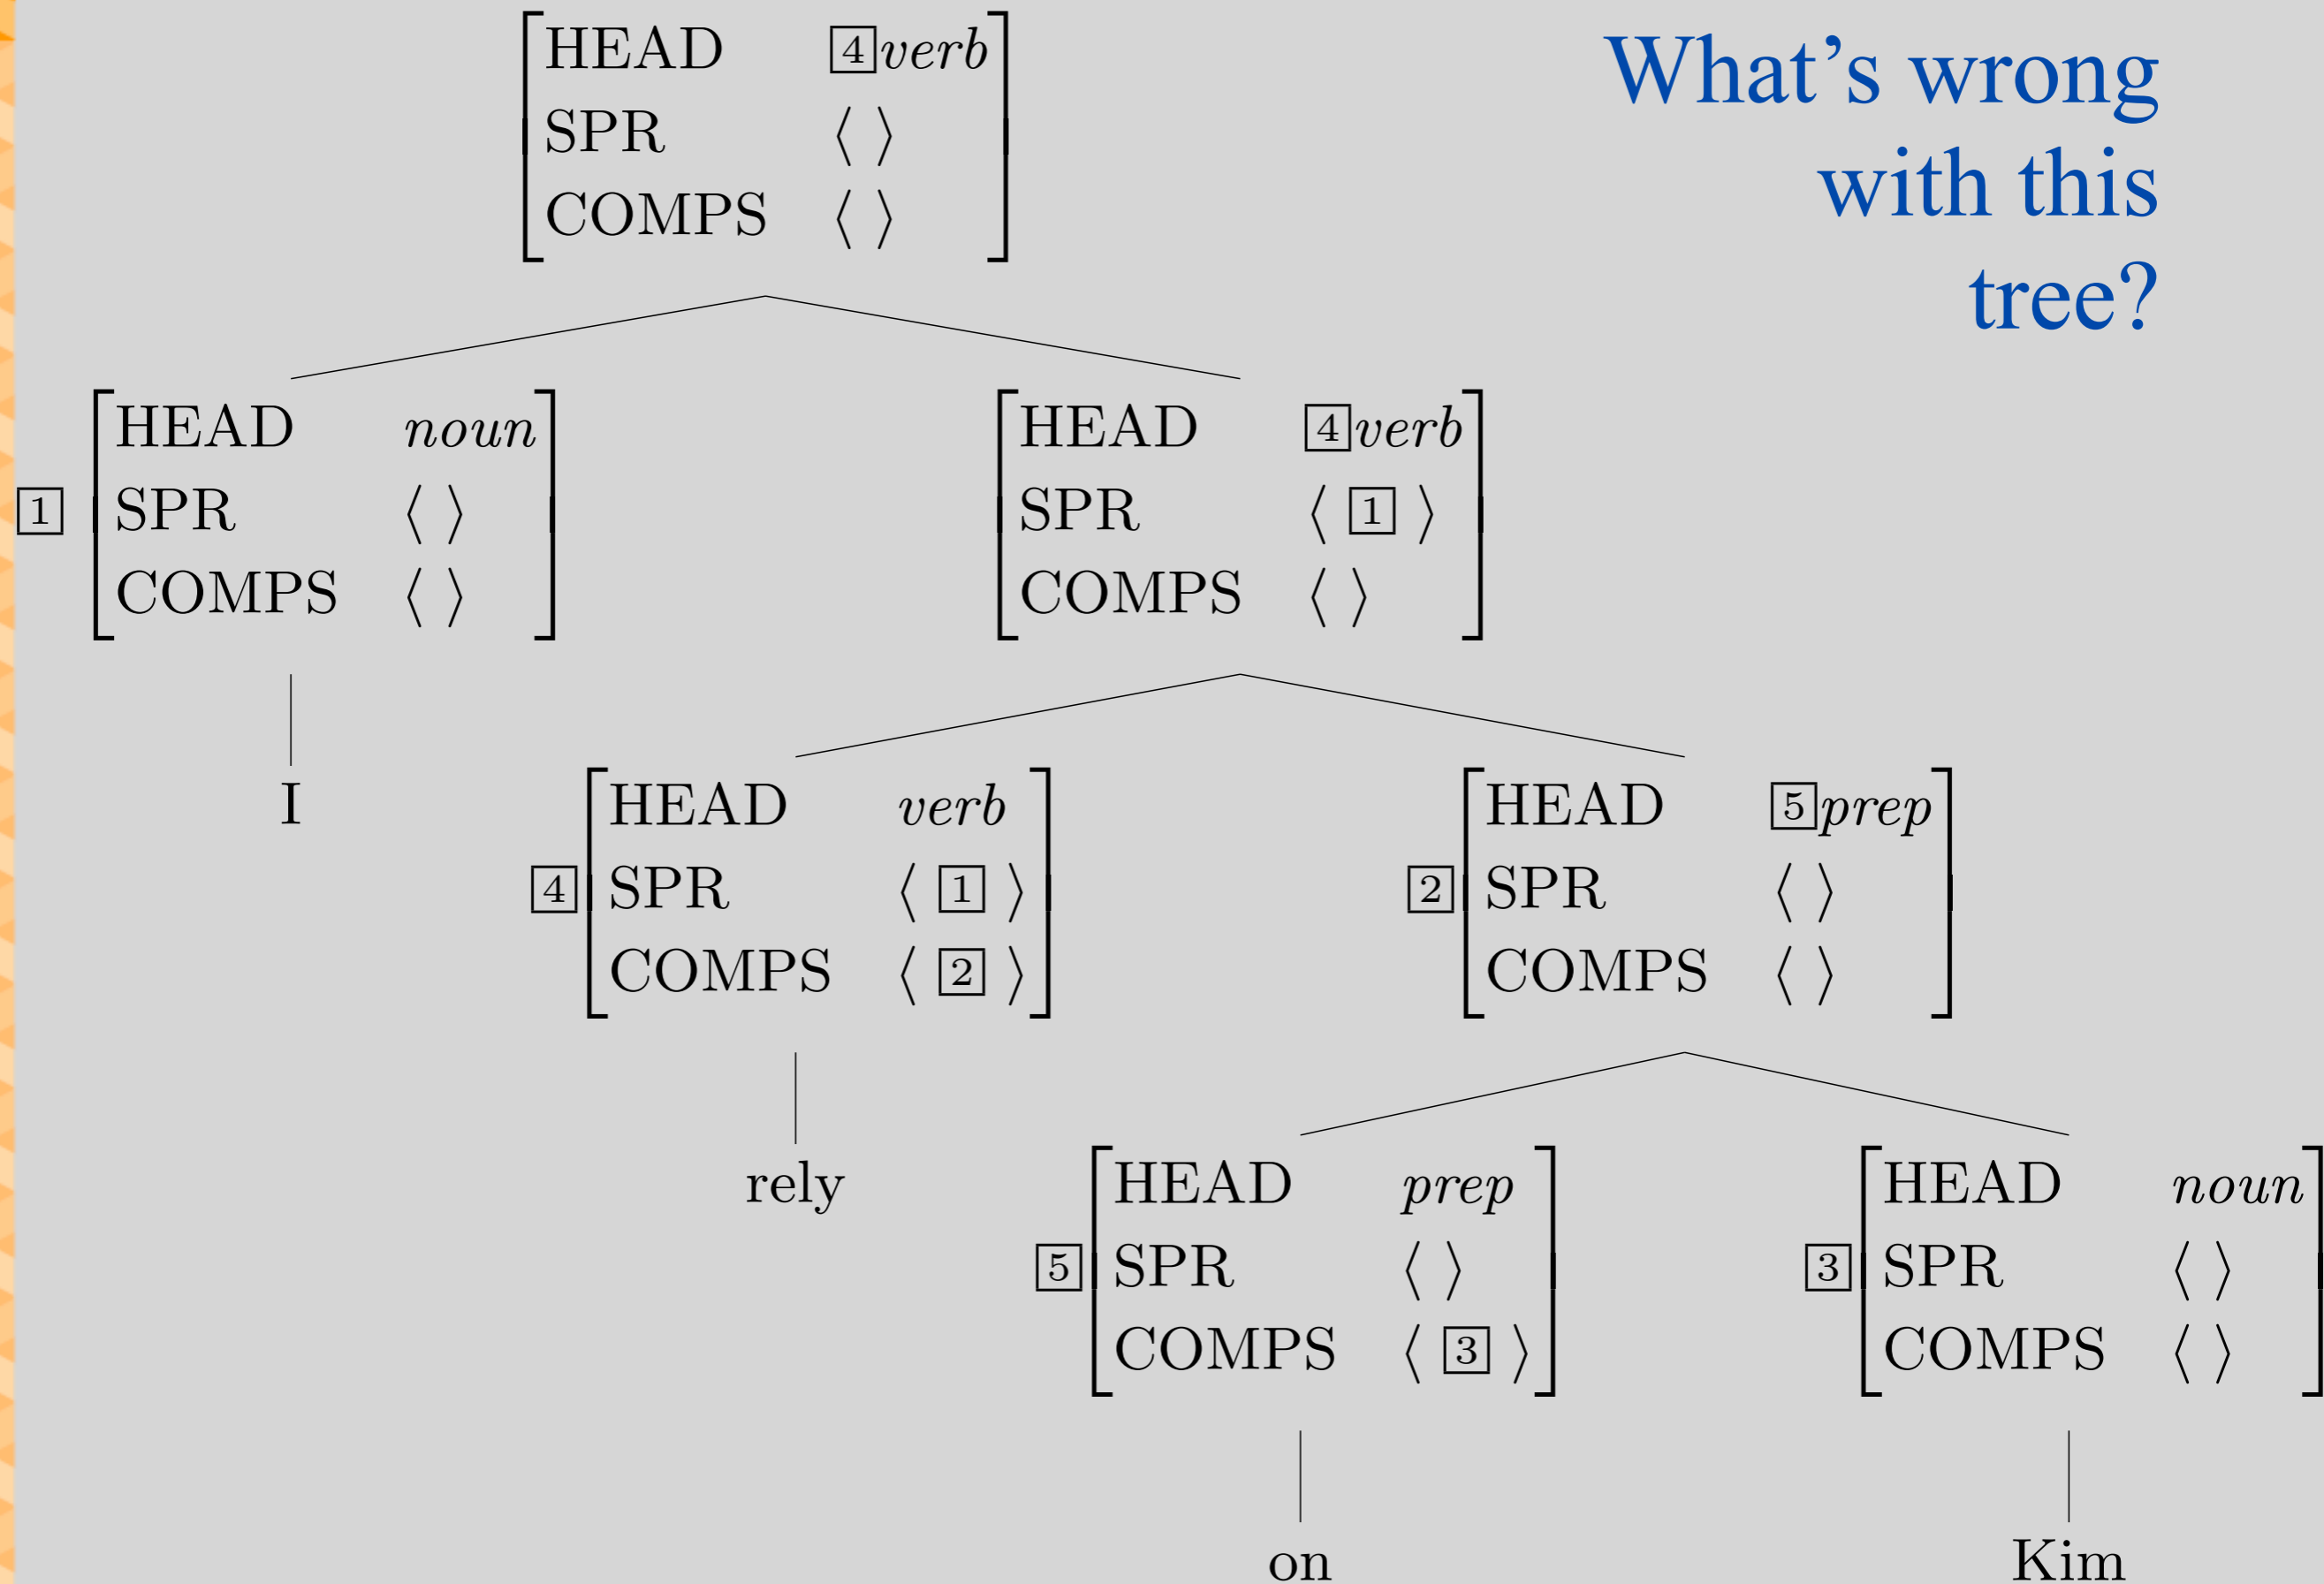 What's wrong
with this
tree?
HEAD 4 verb
SPR ⟨ ⟩
COMPS ⟨ ⟩
1
HEAD noun
SPR ⟨ ⟩
COMPS ⟨ ⟩
HEAD 4 verb
SPR ⟨ 1 ⟩
COMPS ⟨ ⟩
I
4
HEAD verb
SPR ⟨ 1 ⟩
COMPS ⟨ 2 ⟩
2
HEAD 5 prep
SPR ⟨ ⟩
COMPS ⟨ ⟩
rely
5
HEAD prep
SPR ⟨ ⟩
COMPS ⟨ 3 ⟩
3
HEAD noun
SPR ⟨ ⟩
COMPS ⟨ ⟩
on
Kim